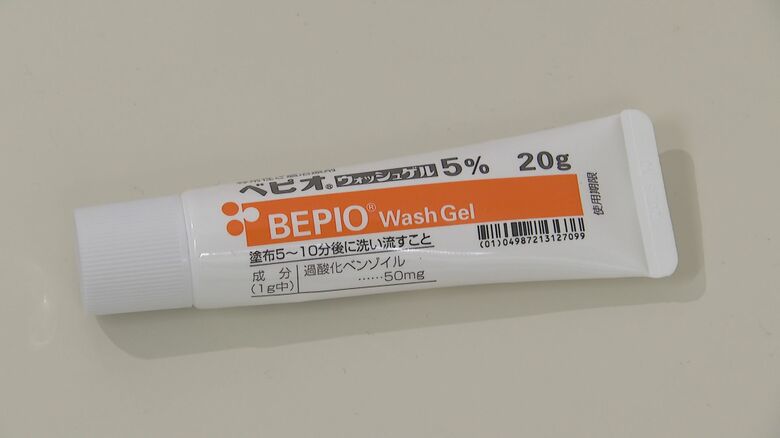 ベピオ®ウォッシュゲル5% 20g
BEPIO® Wash Gel
使用期限
(01)04987213127099
塗布5~10分後に洗い流すこと
成分 過酸化ベンゾイル
(1g中) ……50mg